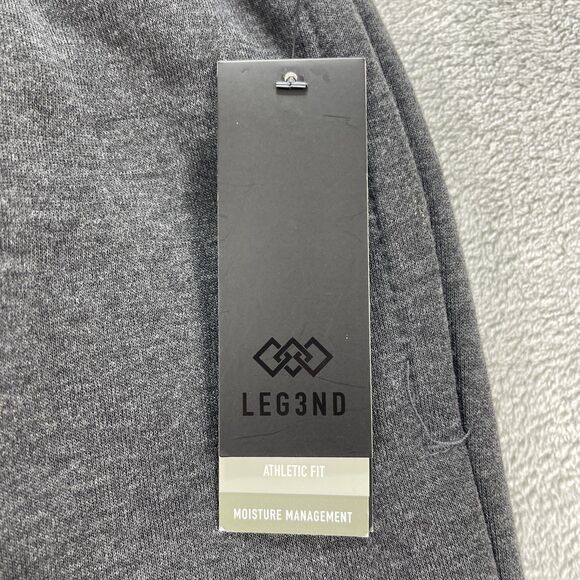 LEG3ND
ATHLETIC FIT
MOISTURE MANAGEMENT